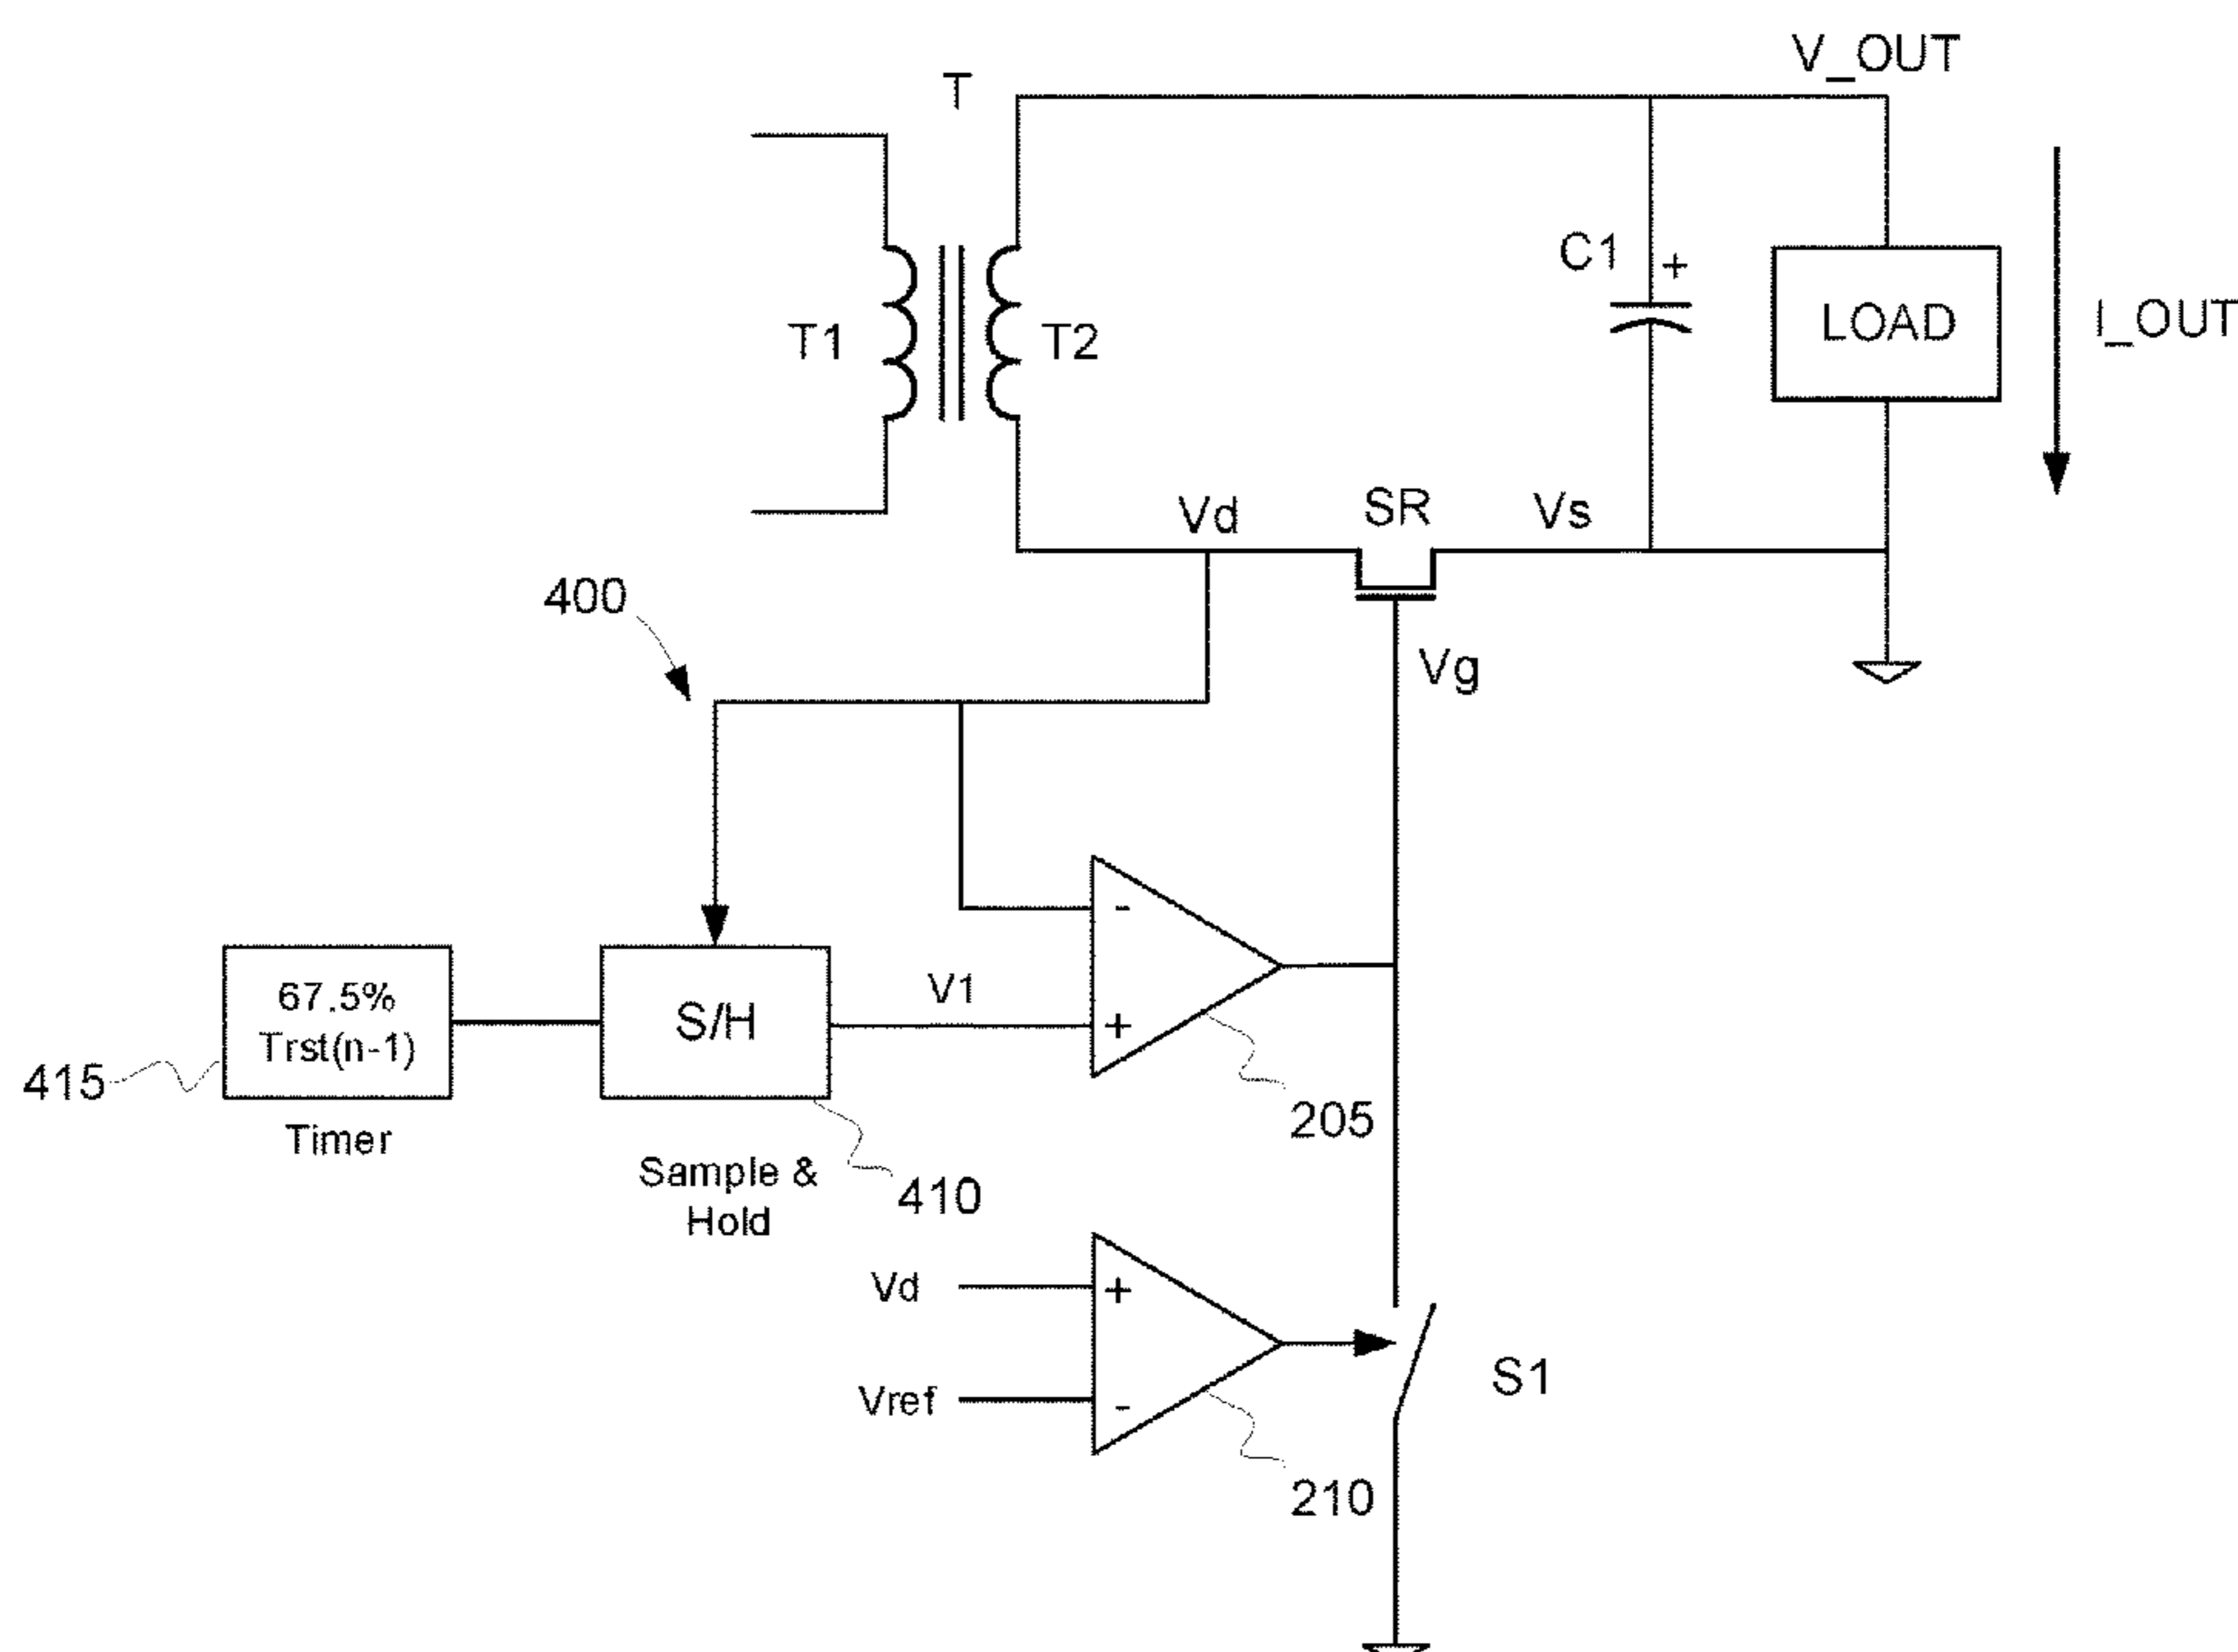 V_OUT
T
C1
+
T1
T2
LOAD
I_OUT
Vd
SR
Vs
400
Vg
-
67.5%
Trst(n-1)
S/H
V1
+
415
Timer
205
Sample &
Hold
410
Vd
+
S1
Vref
-
210